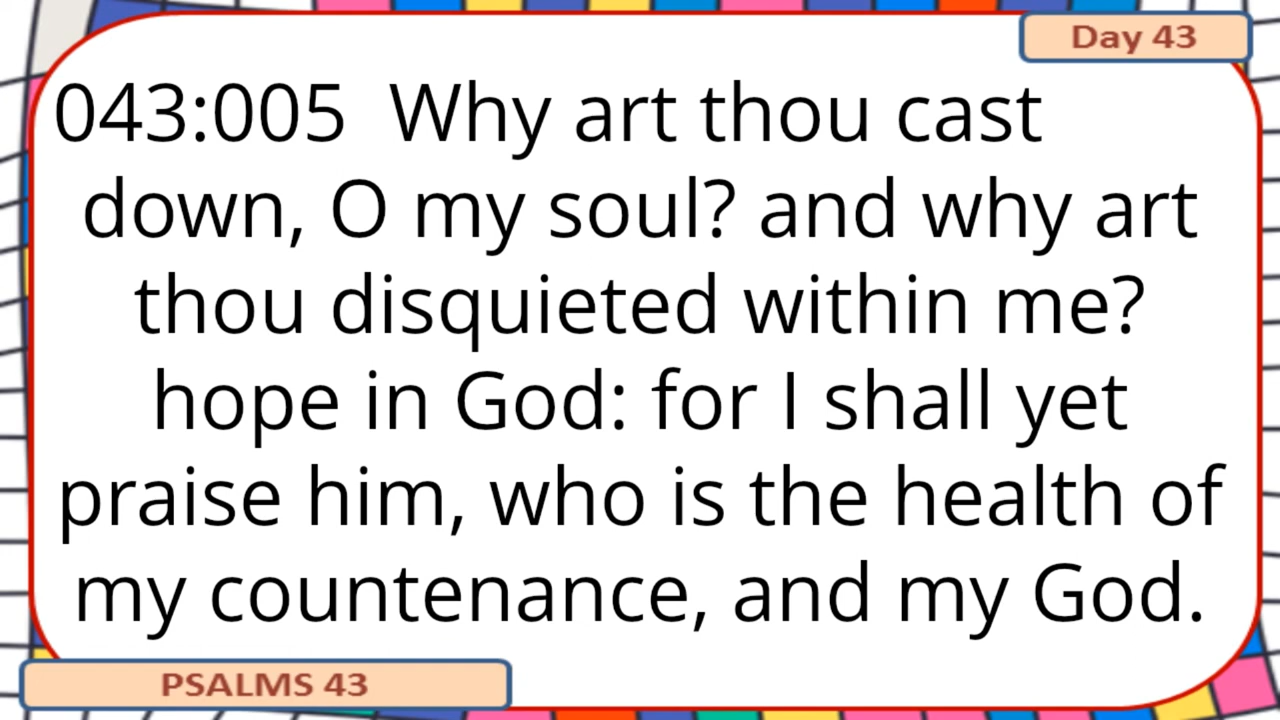 Day 43
043:005  Why art thou cast
down, O my soul? and why art
thou disquieted within me?
hope in God: for I shall yet
praise him, who is the health of
my countenance, and my God.
PSALMS 43